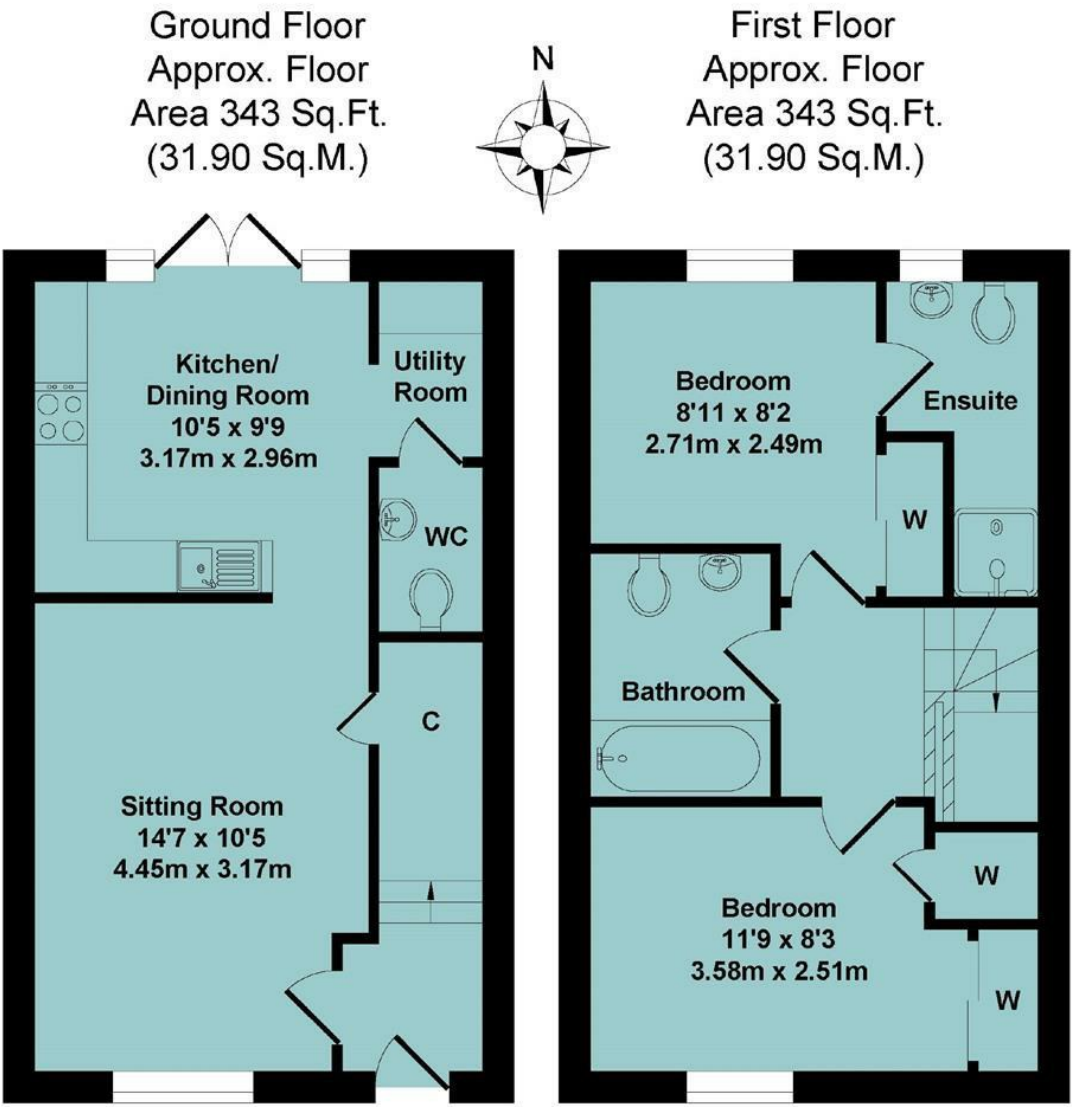 Ground Floor
Approx. Floor
Area 343 Sq.Ft.
(31.90 Sq.M.)
N
First Floor
Approx. Floor
Area 343 Sq.Ft.
(31.90 Sq.M.)
Kitchen/
Dining Room
10'5 x 9'9
3.17m x 2.96m
Utility
Room
WC
C
Sitting Room
14'7 x 10'5
4.45m x 3.17m
Bedroom
8'11 x 8'2
2.71m x 2.49m
Ensuite
W
Bathroom
W
Bedroom
11'9 x 8'3
3.58m x 2.51m
W